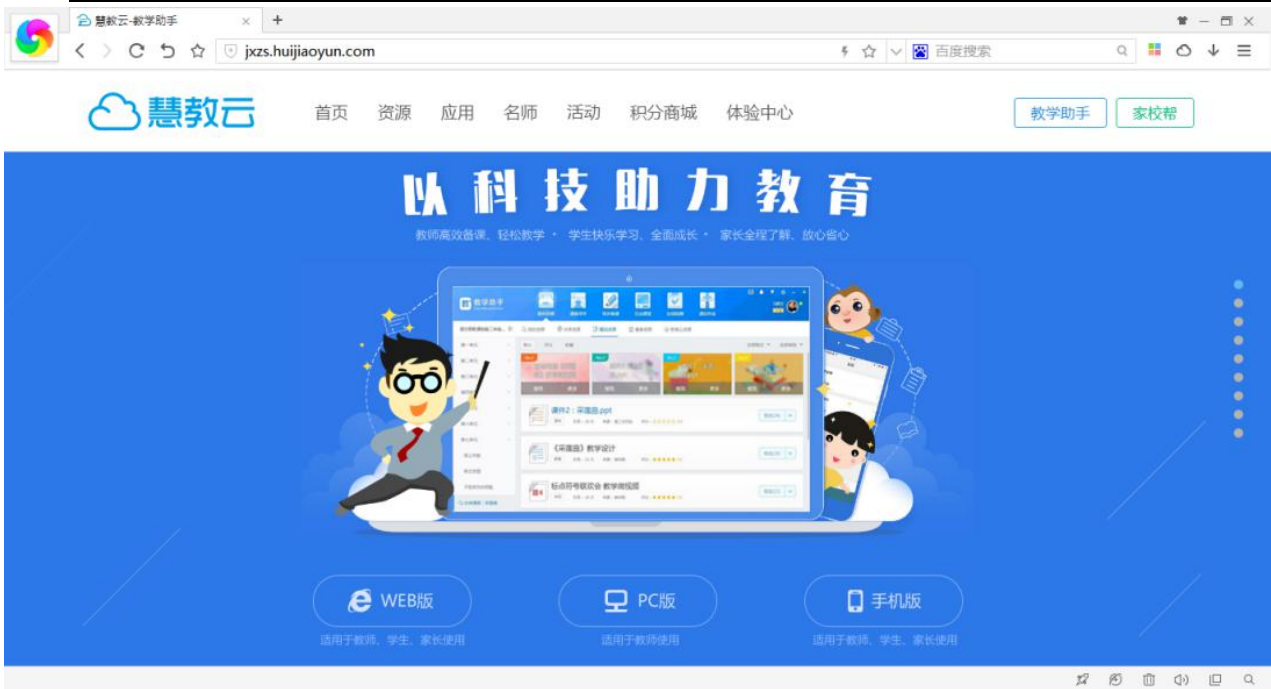 慧教云-教学助手
jxzs.huijiaoyun.com
百度搜索
慧教云
首页 资源 应用 名师 活动 积分商城 体验中心
教学助手 家校帮
以科技助力教育
教师高效备课、轻松教学 · 学生快乐学习、全面成长 · 家长全程了解、放心省心
教学助手
课件2：采莲曲.ppt
《采莲曲》教学设计
标点符号联欢会 教学微视频
WEB版 PC版 手机版
适用于教师、学生、家长使用 适用于教师使用 适用于教师、学生、家长使用